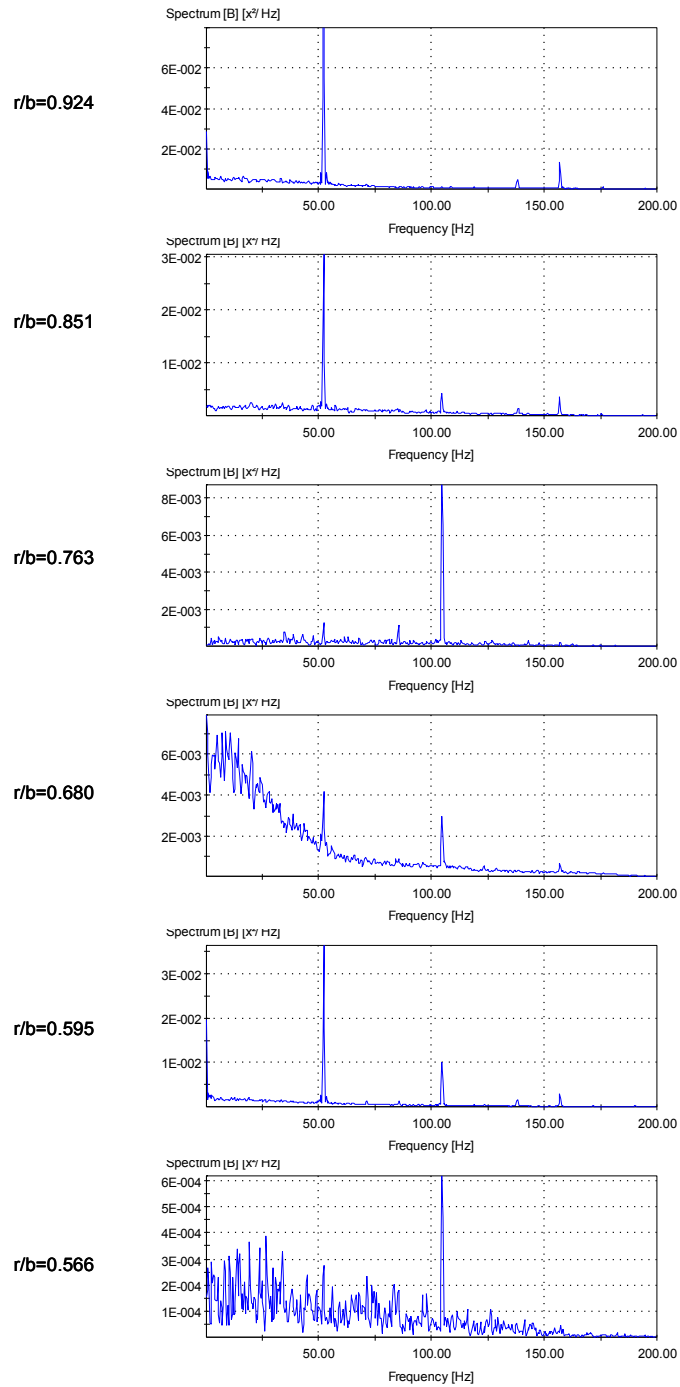 Spectrum [B] [x²/ Hz]
r/b=0.924
6E-002
4E-002
2E-002
50.00 100.00 150.00 200.00
Frequency [Hz]
Spectrum [B] [x²/ Hz]
r/b=0.851
3E-002
2E-002
1E-002
50.00 100.00 150.00 200.00
Frequency [Hz]
Spectrum [B] [x²/ Hz]
r/b=0.763
8E-003
6E-003
4E-003
2E-003
50.00 100.00 150.00 200.00
Frequency [Hz]
Spectrum [B] [x²/ Hz]
r/b=0.680
6E-003
4E-003
2E-003
50.00 100.00 150.00 200.00
Frequency [Hz]
Spectrum [B] [x²/ Hz]
r/b=0.595
3E-002
2E-002
1E-002
50.00 100.00 150.00 200.00
Frequency [Hz]
Spectrum [B] [x²/ Hz]
r/b=0.566
6E-004
5E-004
4E-004
3E-004
2E-004
1E-004
50.00 100.00 150.00 200.00
Frequency [Hz]